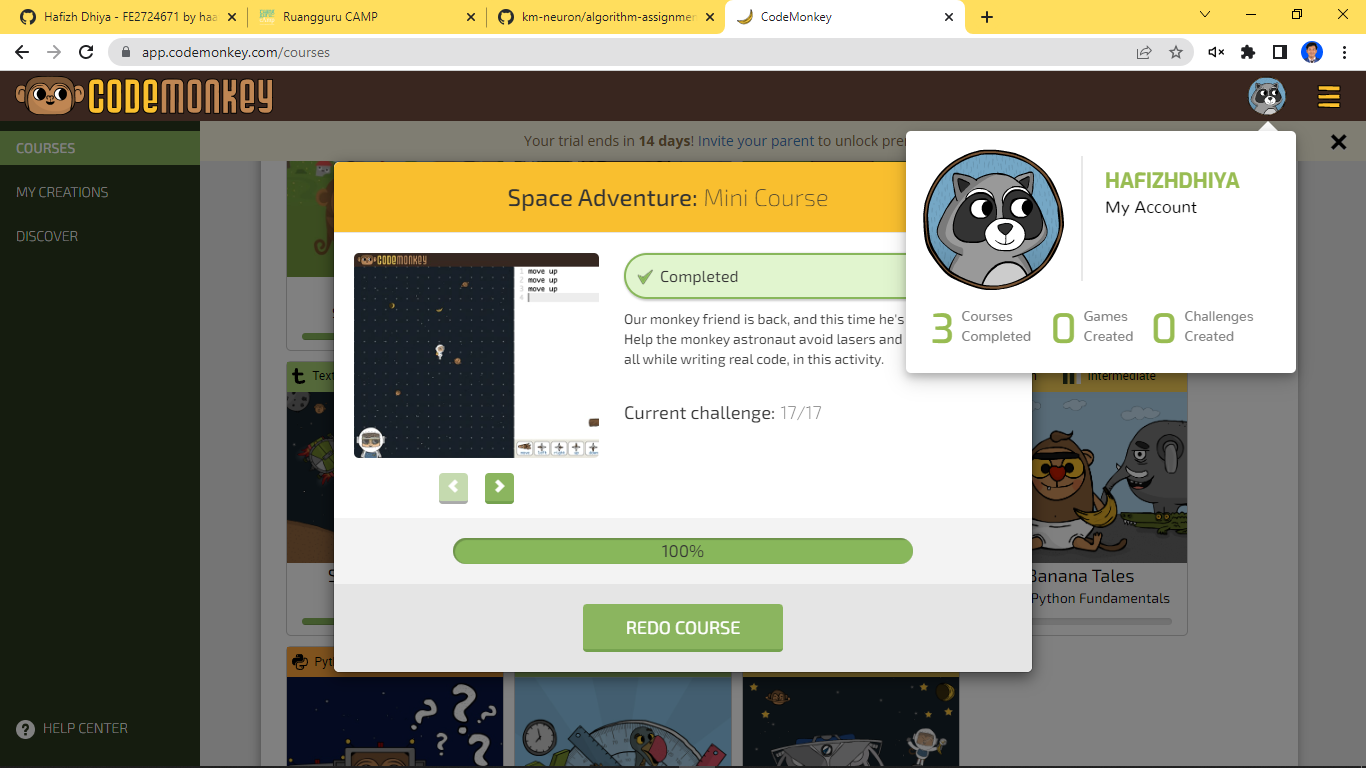 Hafizh Dhiya - FE2724671 by haa
Ruangguru CAMP
km-neuron/algorithm-assignmen
CodeMonkey
app.codemonkey.com/courses
CODEMONKEY
COURSES
MY CREATIONS
DISCOVER
HELP CENTER
Your trial ends in 14 days! Invite your parent to unlock pre
Space Adventure: Mini Course
CODEMONKEY
1 move up
2 move up
3 move up
4
Completed
Our monkey friend is back, and this time he's
Help the monkey astronaut avoid lasers and
all while writing real code, in this activity.
Current challenge: 17/17
100%
REDO COURSE
HAFIZHDHIYA
My Account
3 Courses Completed
0 Games Created
0 Challenges Created
Text
Intermediate
Banana Tales
Python Fundamentals
Pyth